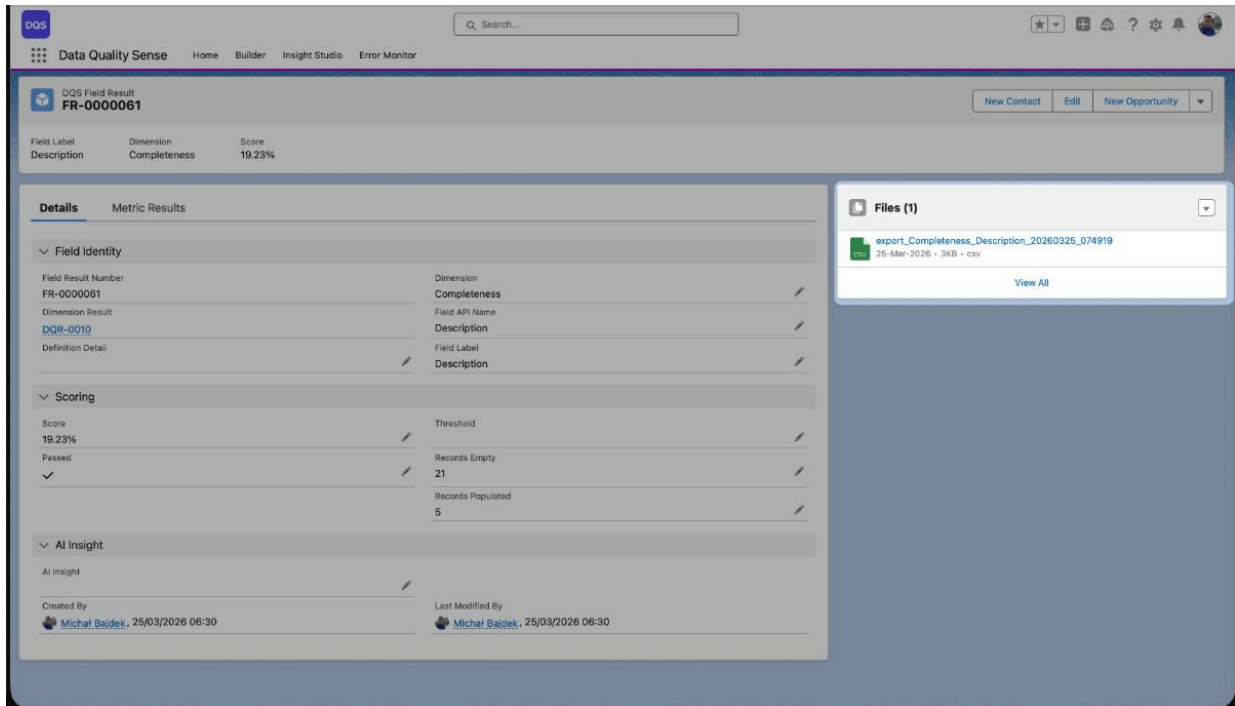 DQS
Search...
Data Quality Sense Home Builder Insight Studio Error Monitor
DQS Field Result
FR-0000061
New Contact Edit New Opportunity
Field Label Dimension Score
Description Completeness 19.23%
Details Metric Results
Field Identity
Field Result Number Dimension
FR-0000061 Completeness
Dimension Result Field API Name
DQR-0010 Description
Definition Detail Field Label
Description
Scoring
Score Threshold
19.23%
Passed Records Empty
21
Records Populated
5
AI Insight
AI Insight
Created By Last Modified By
Michał Bajdek, 25/03/2026 06:30 Michał Bajdek, 25/03/2026 06:30
Files (1)
CSV
export_Completeness_Description_20260325_074919
25-Mar-2026 • 3KB • csv
View All